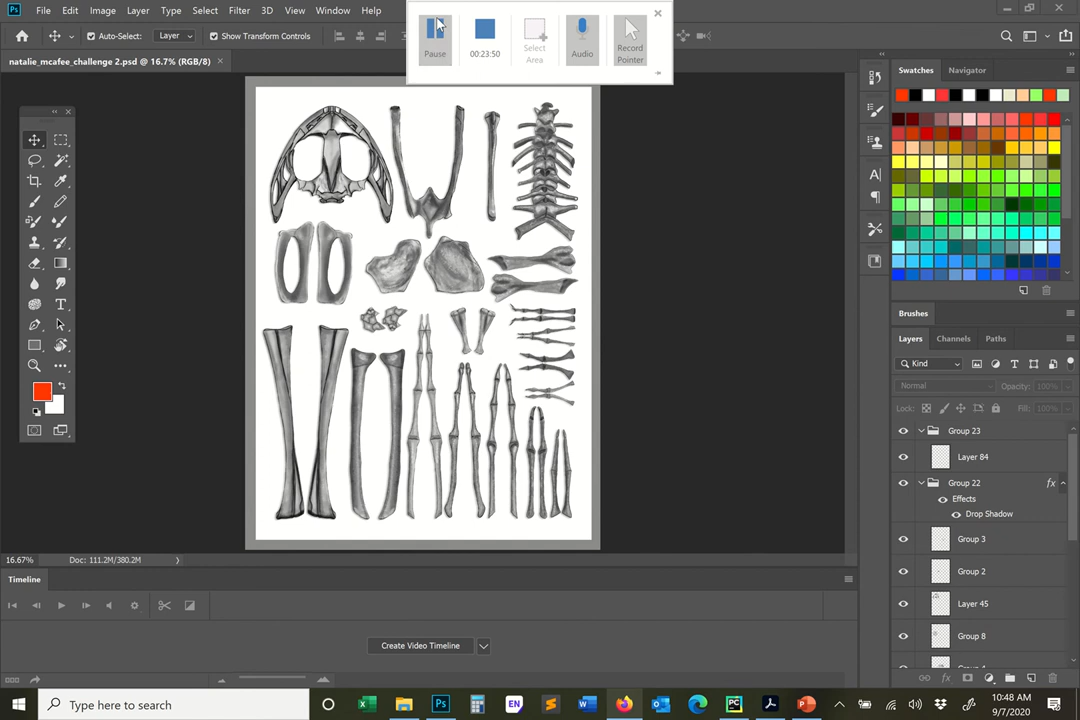 File Edit Image Layer Type Select Filter 3D View Window Help
Pause
00:23:50
Select Area
Audio
Record Pointer
Auto-Select: Layer Show Transform Controls
natalie_mcafee_challenge 2.psd @ 16.7% (RGB/8) ×
Swatches Navigator
Brushes
Layers Channels Paths
Kind
Normal Opacity: 100%
Lock: Fill: 100%
Group 23
Layer 84
Group 22 fx
Effects
Drop Shadow
Group 3
Group 2
Layer 45
Group 8
16.67% Doc: 111.2M/380.2M
Timeline
Create Video Timeline
Type here to search
10:48 AM
9/7/2020